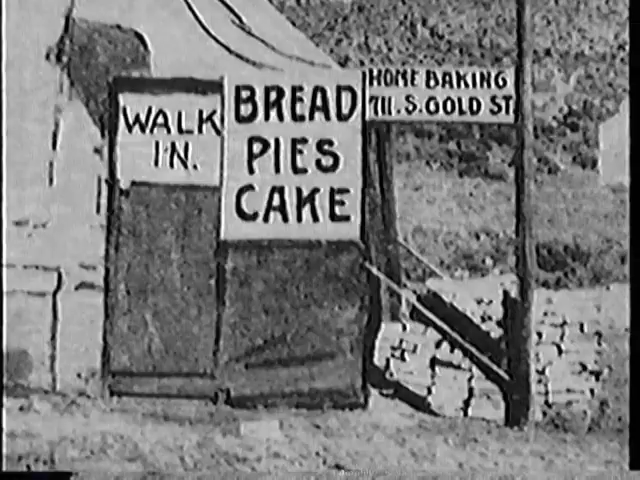 WALK
IN.
BREAD
PIES
CAKE
HOME BAKING
711. S. GOLD ST